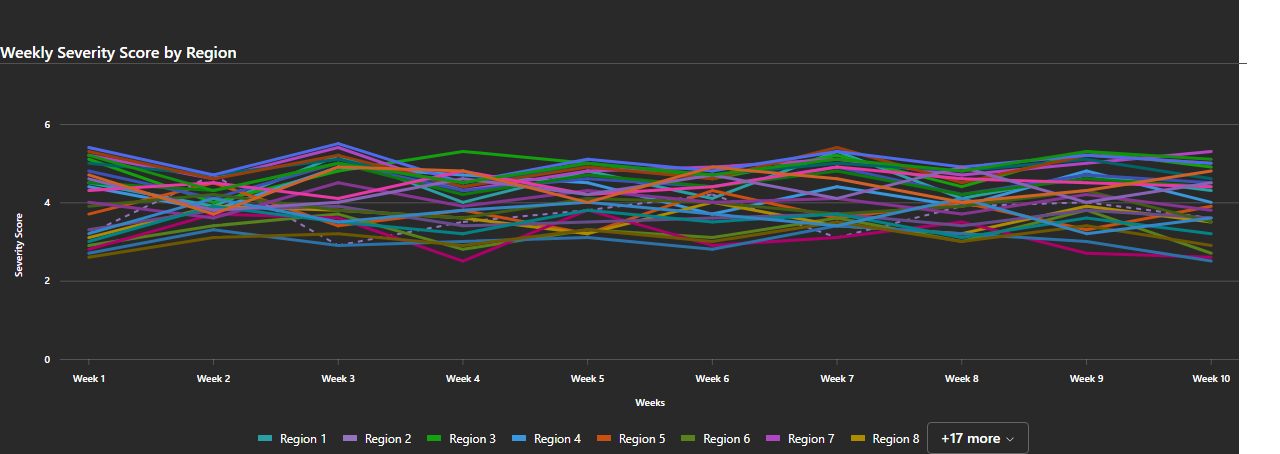 Weekly Severity Score by Region
6
4
2
0
Severity Score
Week 1 Week 2 Week 3 Week 4 Week 5 Week 6 Week 7 Week 8 Week 9 Week 10
Weeks
Region 1 Region 2 Region 3 Region 4 Region 5 Region 6 Region 7 Region 8 +17 more